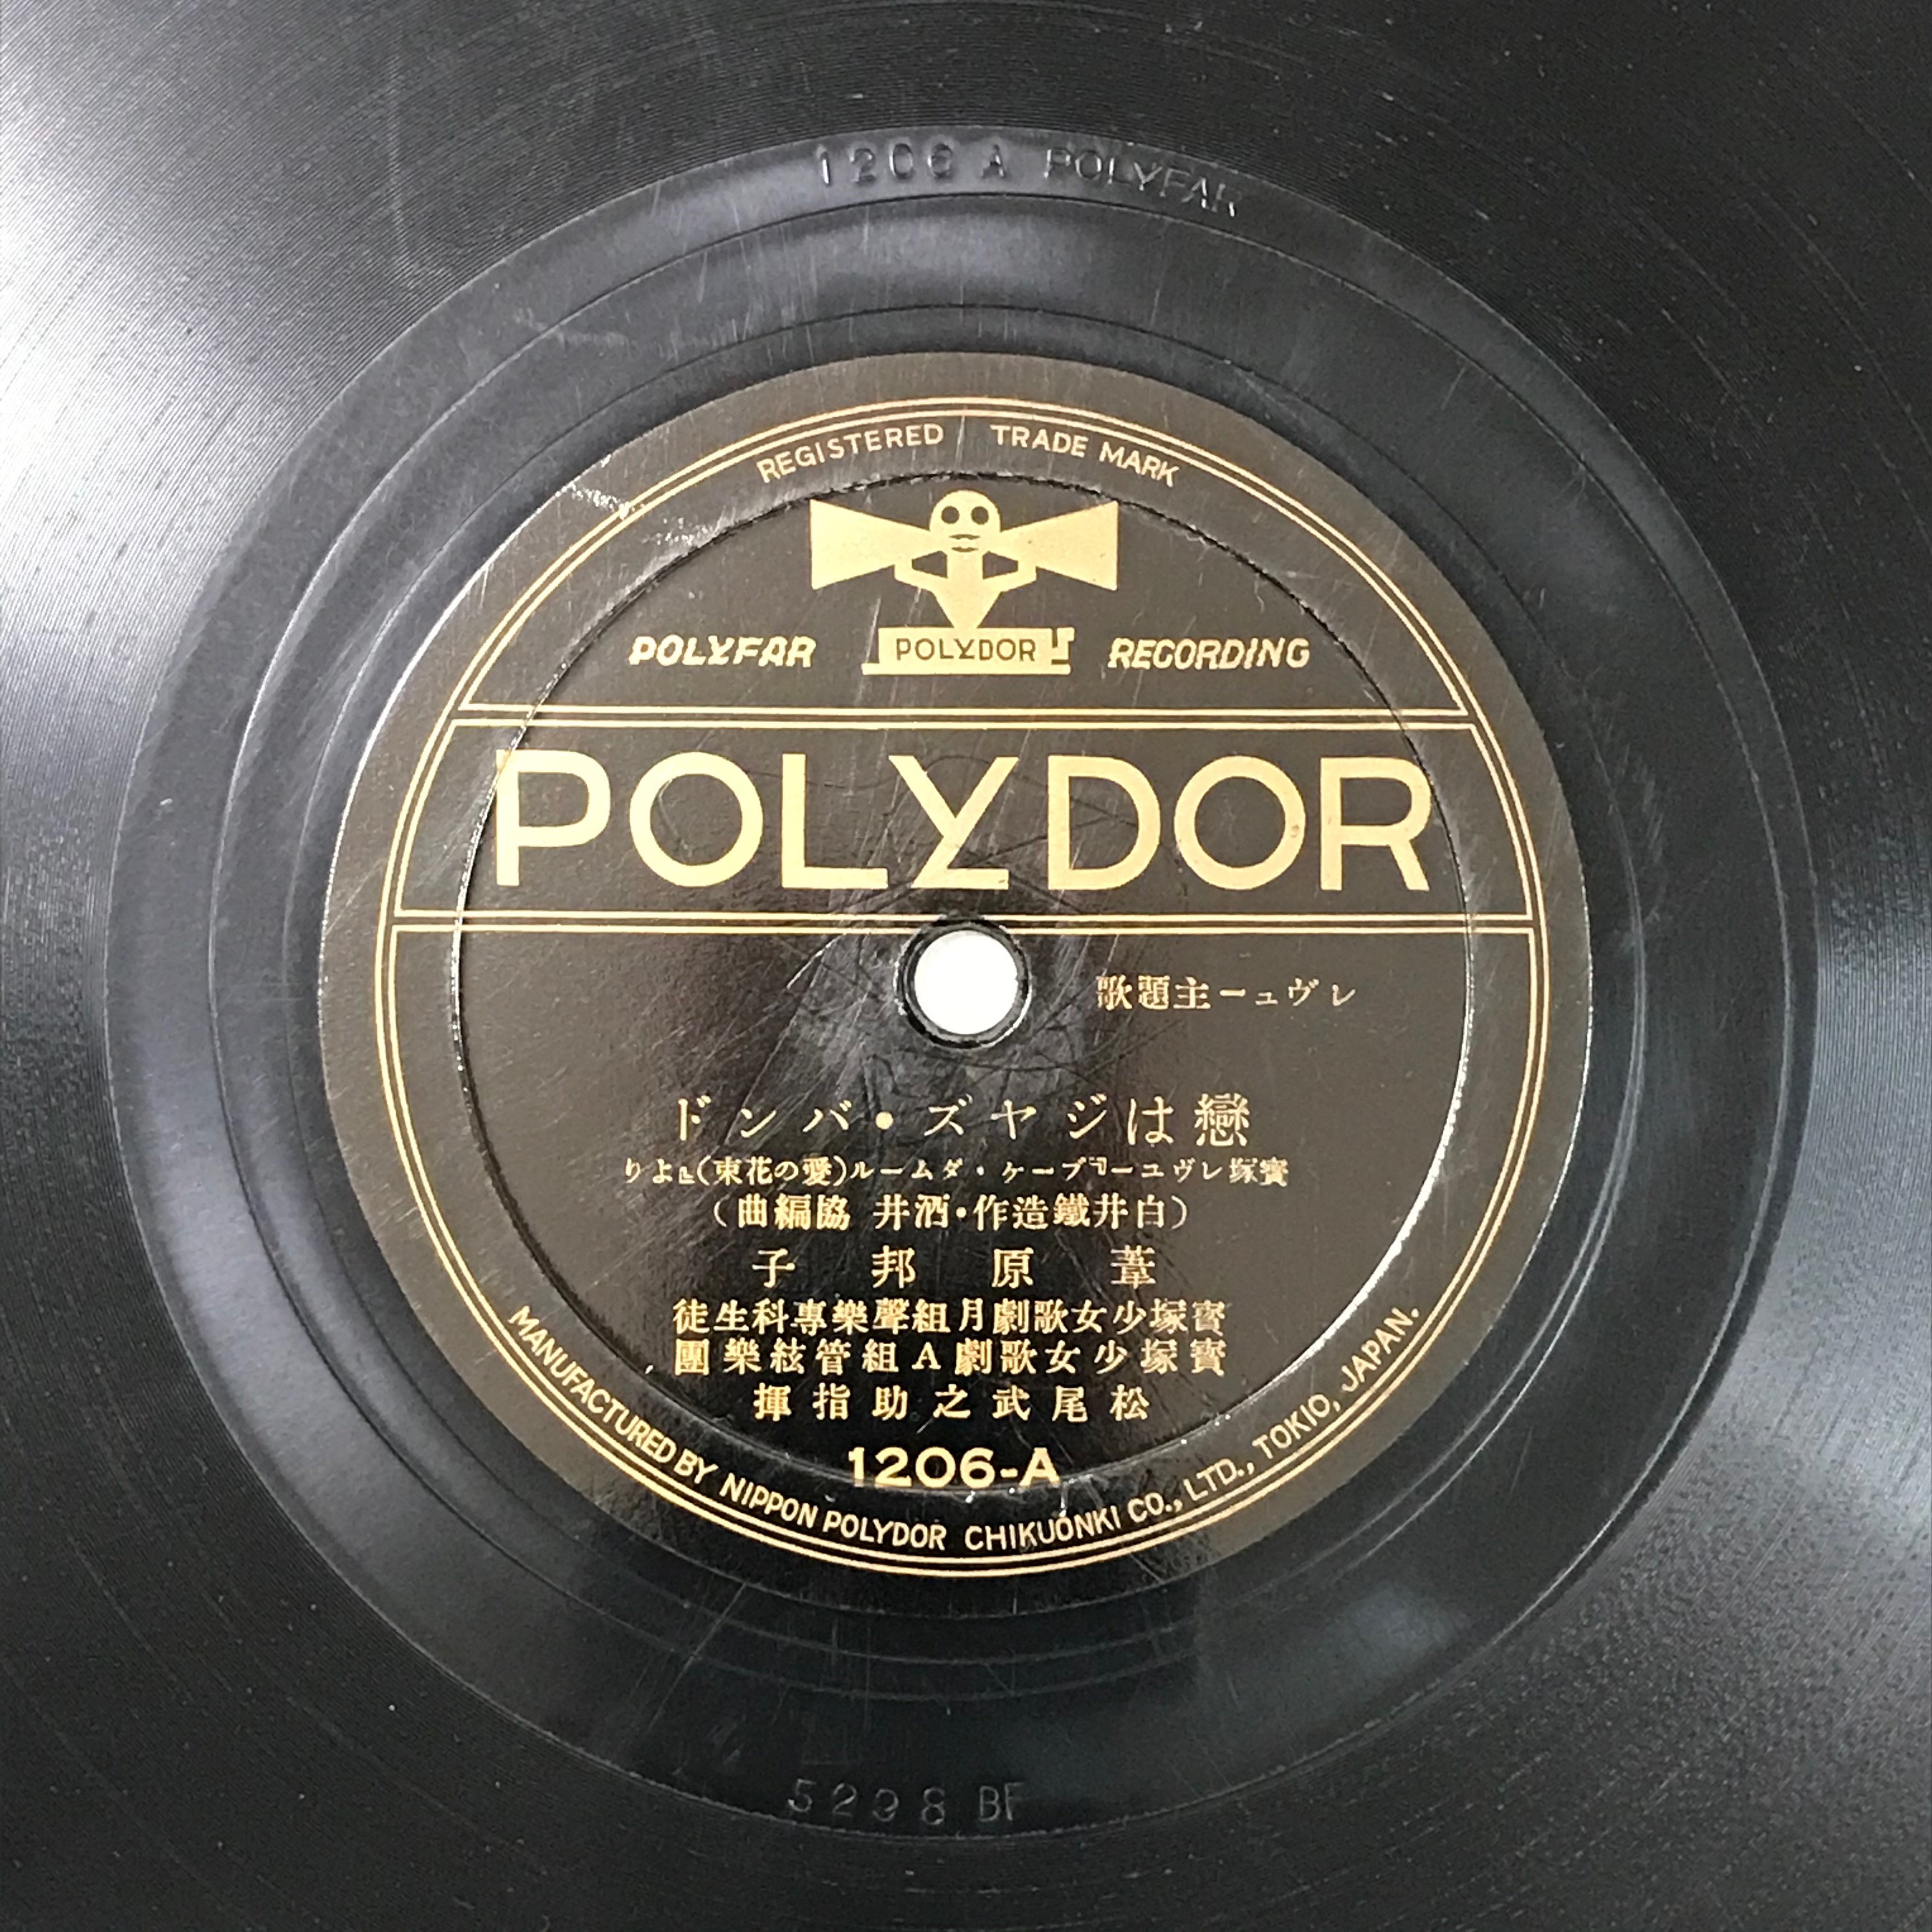 1206 A POLYFAR
REGISTERED TRADE MARK
POLYFAR POLYDOR RECORDING
POLYDOR
レヴュー主題歌
戀はジヤズ・バンド
寶塚レヴユー『ブーケ・ダムール(愛の花束)』より
(白井鐵造作・酒井 協編曲)
葦原邦子
寶塚少女歌劇月組聲樂專科生徒
寶塚少女歌劇A組管絃樂團
松尾武之助指揮
1206-A
MANUFACTURED BY NIPPON POLYDOR CHIKUONKI CO., LTD., TOKIO, JAPAN.
5298 BF